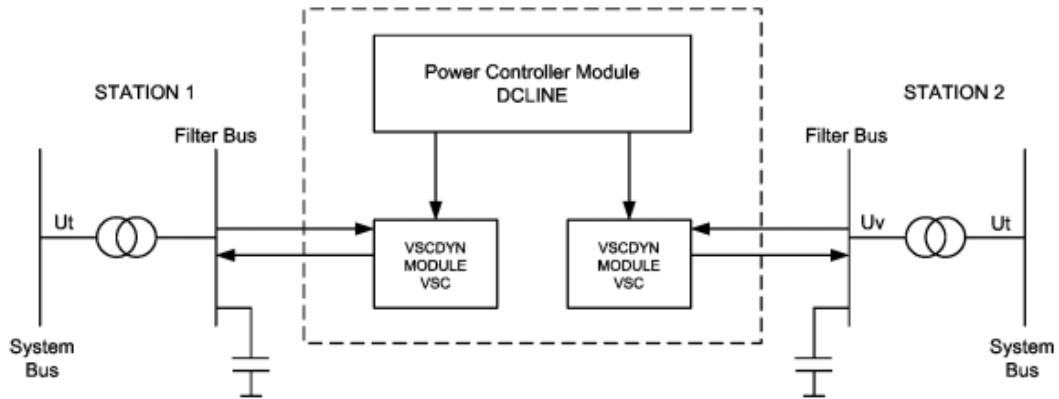 Power Controller Module
DCLINE
STATION 1
STATION 2
Filter Bus
Filter Bus
Ut
Uv
Ut
VSCDYN
MODULE
VSC
VSCDYN
MODULE
VSC
System
Bus
System
Bus